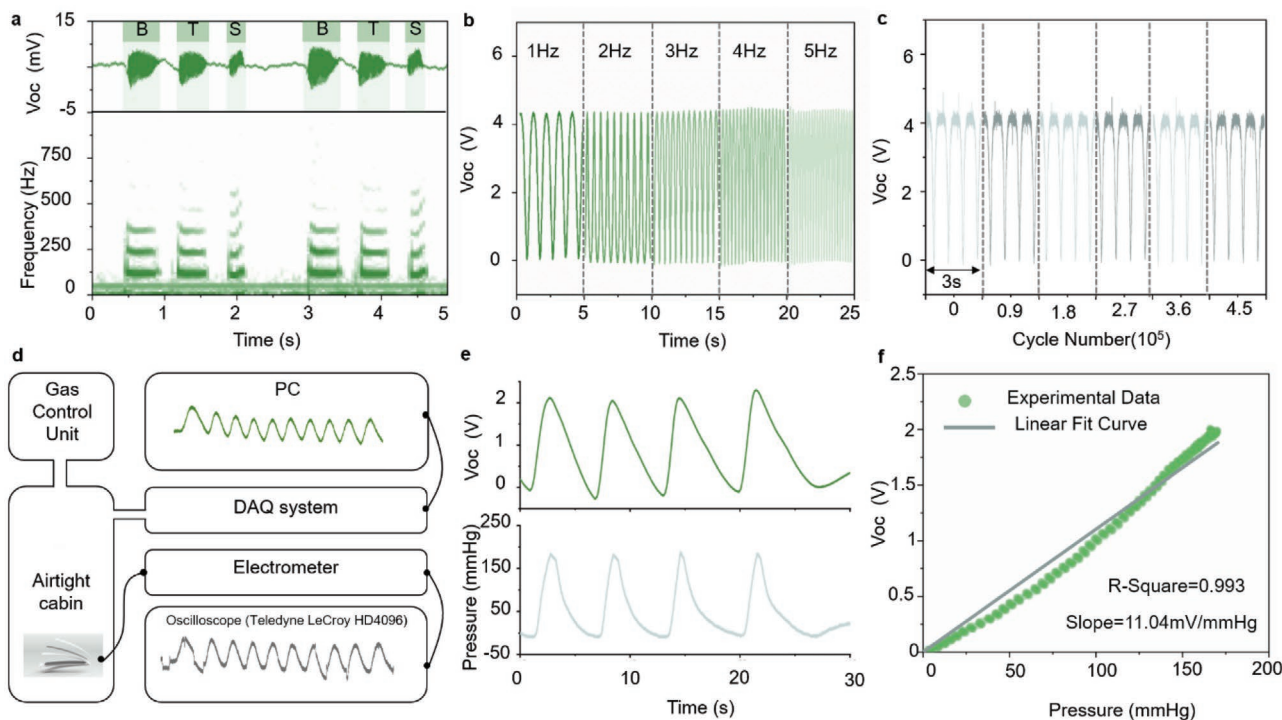 a
15
B T S B T S
Voc (mV)
-5
750
500
250
0
Frequency (Hz)
0 1 2 3 4 5
Time (s)
b
6
4
2
0
Voc (V)
1Hz 2Hz 3Hz 4Hz 5Hz
0 5 10 15 20 25
Time (s)
c
6
4
2
0
Voc (V)
3s
0 0.9 1.8 2.7 3.6 4.5
Cycle Number(10⁵)
d
Gas
Control
Unit
PC
DAQ system
Airtight
cabin
Electrometer
Oscilloscope (Teledyne LeCroy HD4096)
e
2
1
0
Voc (V)
250
150
50
-50
Pressure (mmHg)
0 10 20 30
Time (s)
f
2.5
2
1.5
1
0.5
0
Voc (V)
Experimental Data
Linear Fit Curve
R-Square=0.993
Slope=11.04mV/mmHg
0 50 100 150 200
Pressure (mmHg)